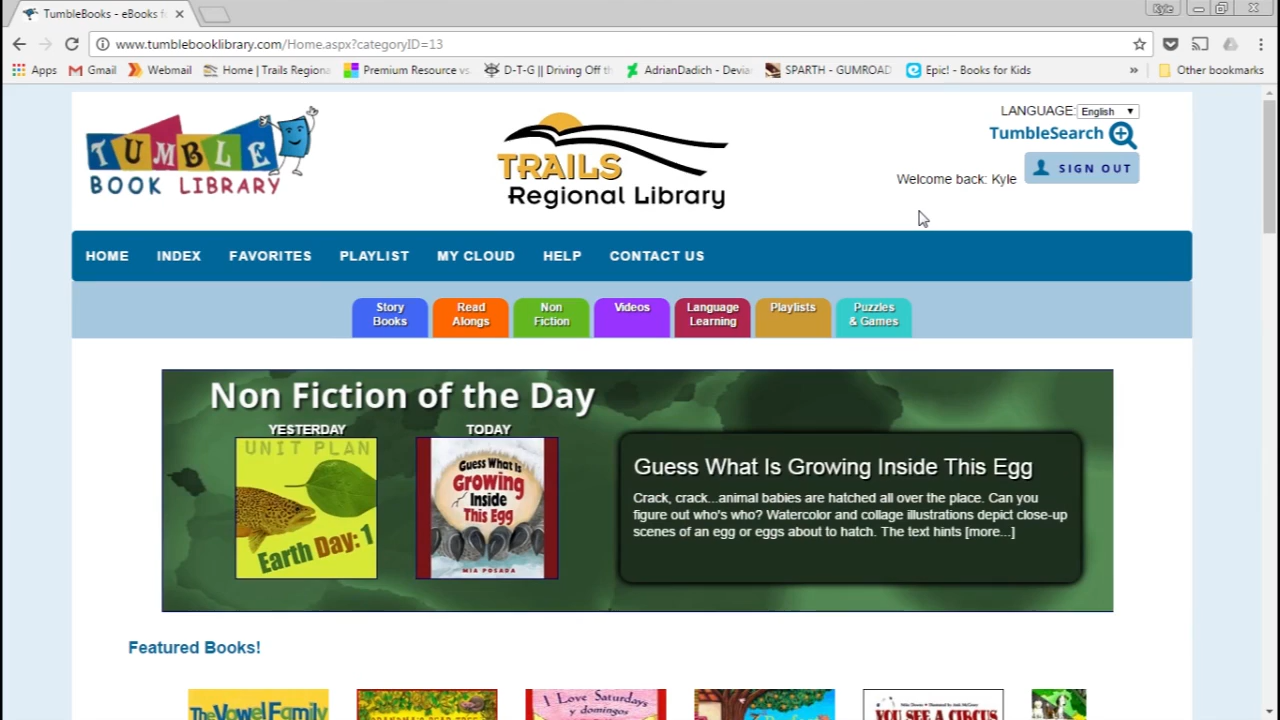 TumbleBooks - eBooks f
Kyle
www.tumblebooklibrary.com/Home.aspx?categoryID=13
Apps Gmail Webmail Home | Trails Regiona Premium Resource vs D-T-G || Driving Off th AdrianDadich - Devia SPARTH - GUMROAD Epic! - Books for Kids » Other bookmarks
TUMBLE
BOOK LIBRARY
TRAILS
Regional Library
LANGUAGE: English
TumbleSearch
Welcome back: Kyle SIGN OUT
HOME INDEX FAVORITES PLAYLIST MY CLOUD HELP CONTACT US
Story Books
Read Alongs
Non Fiction
Videos
Language Learning
Playlists
Puzzles & Games
Non Fiction of the Day
YESTERDAY
UNIT PLAN
Earth Day: 1
TODAY
Guess What Is
Growing
Inside
This Egg
MIA POSADA
Guess What Is Growing Inside This Egg
Crack, crack...animal babies are hatched all over the place. Can you
figure out who's who? Watercolor and collage illustrations depict close-up
scenes of an egg or eggs about to hatch. The text hints [more...]
Featured Books!
The Vowel Family
I Love Saturdays
y domingos
YOU SEE A CIRCUS